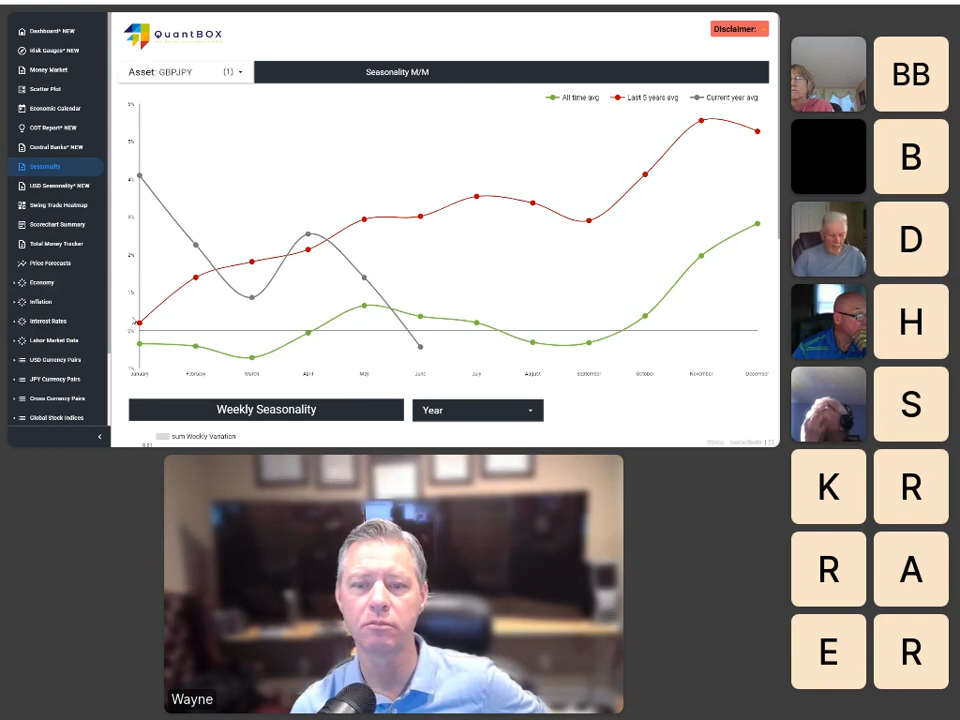 Dashboard* NEW
Risk Gauges* NEW
Money Market
Scatter Plot
Economic Calendar
COT Report* NEW
Central Banks* NEW
Seasonality
USD Seasonality* NEW
Swing Trade Heatmap
Scorechart Summary
Total Money Tracker
Price Forecasts
Economy
Inflation
Interest Rates
Labor Market Data
USD Currency Pairs
JPY Currency Pairs
Cross Currency Pairs
Global Stock Indices
QuantBOX
Disclaimer:
Asset: GBPJPY (1)
Seasonality M/M
All time avg Last 5 years avg Current year avg
January February March April May June July August September October November December
Weekly Seasonality
Year
sum Weekly Variation
Wayne
BB
B
D
H
S
K R
R A
E R